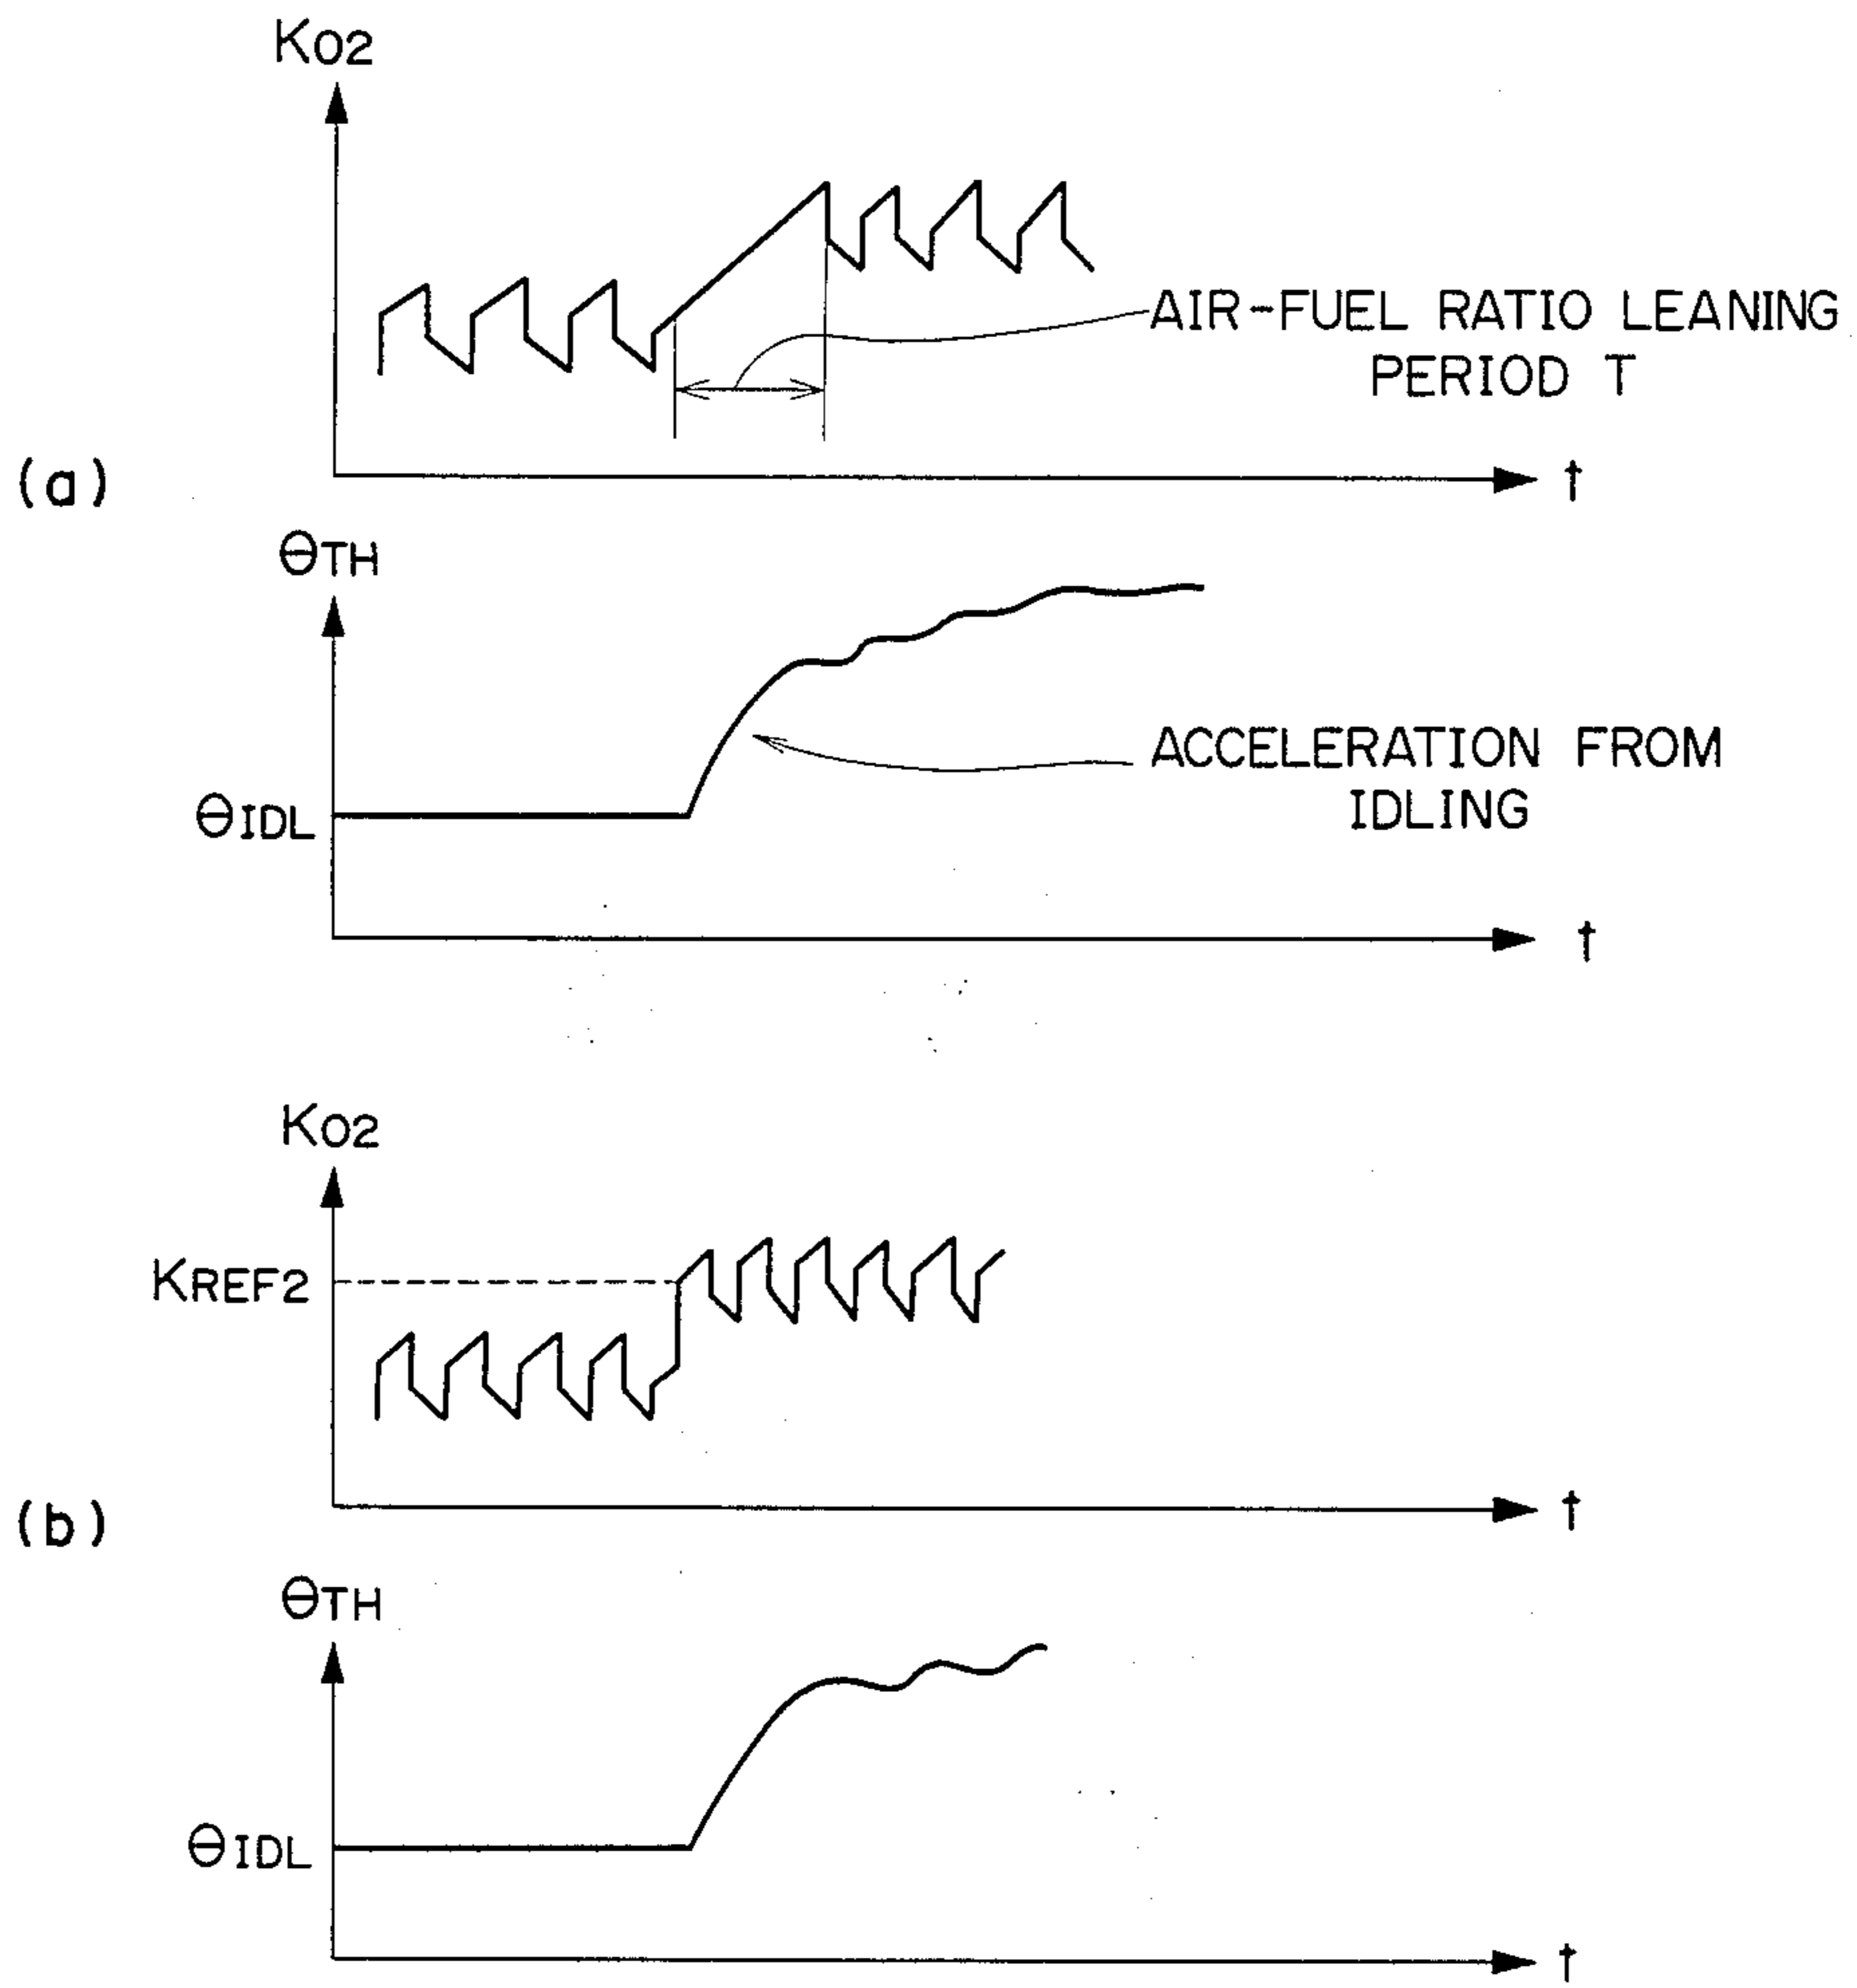 KO2
AIR-FUEL RATIO LEANING
PERIOD T
(a)
t
θTH
ACCELERATION FROM
IDLING
θIDL
t
KO2
KREF2
(b)
t
θTH
θIDL
t